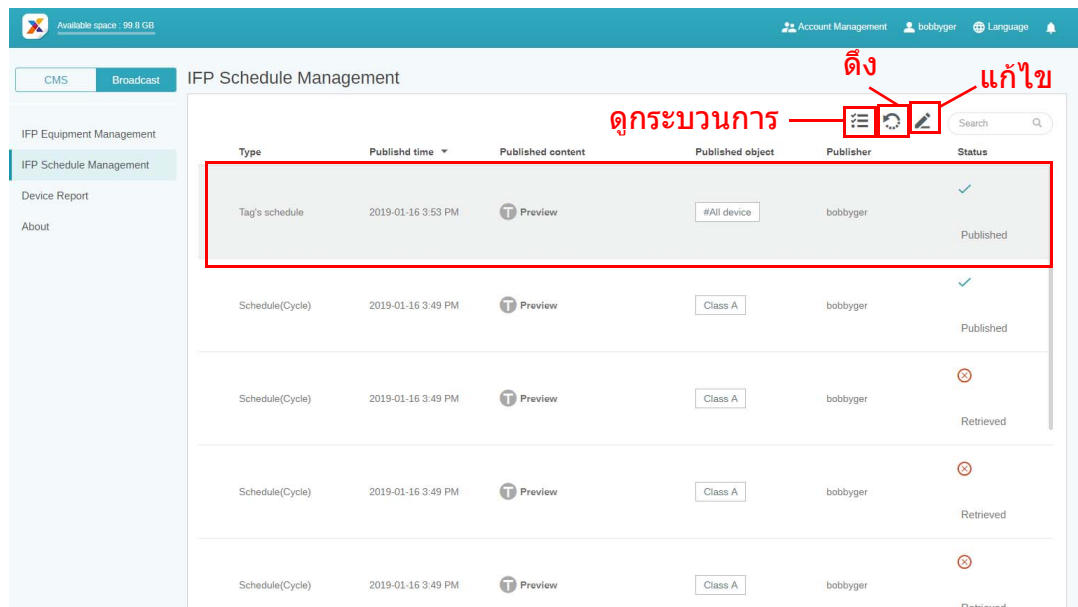 Available space : 99.8 GB
Account Management bobbyger Language
CMS Broadcast
IFP Schedule Management
ดึง
แก้ไข
ดูกระบวนการ
Search
IFP Equipment Management
IFP Schedule Management
Device Report
About
Type Publishd time Published content Published object Publisher Status
Tag's schedule 2019-01-16 3:53 PM T Preview #All device bobbyger Published
Schedule(Cycle) 2019-01-16 3:49 PM T Preview Class A bobbyger Published
Schedule(Cycle) 2019-01-16 3:49 PM T Preview Class A bobbyger Retrieved
Schedule(Cycle) 2019-01-16 3:49 PM T Preview Class A bobbyger Retrieved
Schedule(Cycle) 2019-01-16 3:49 PM T Preview Class A bobbyger Retrieved